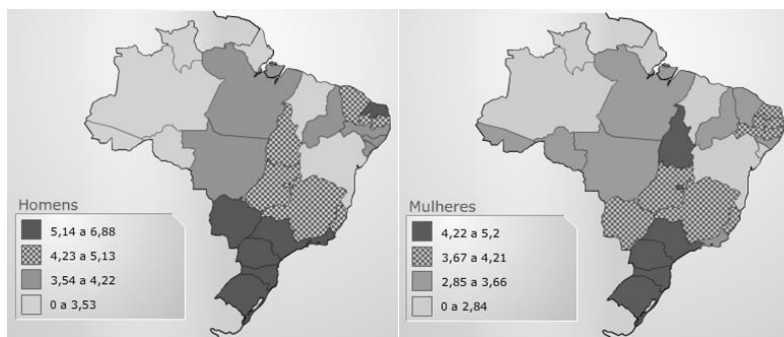 Homens
5,14 a 6,88
4,23 a 5,13
3,54 a 4,22
0 a 3,53
Mulheres
4,22 a 5,2
3,67 a 4,21
2,85 a 3,66
0 a 2,84